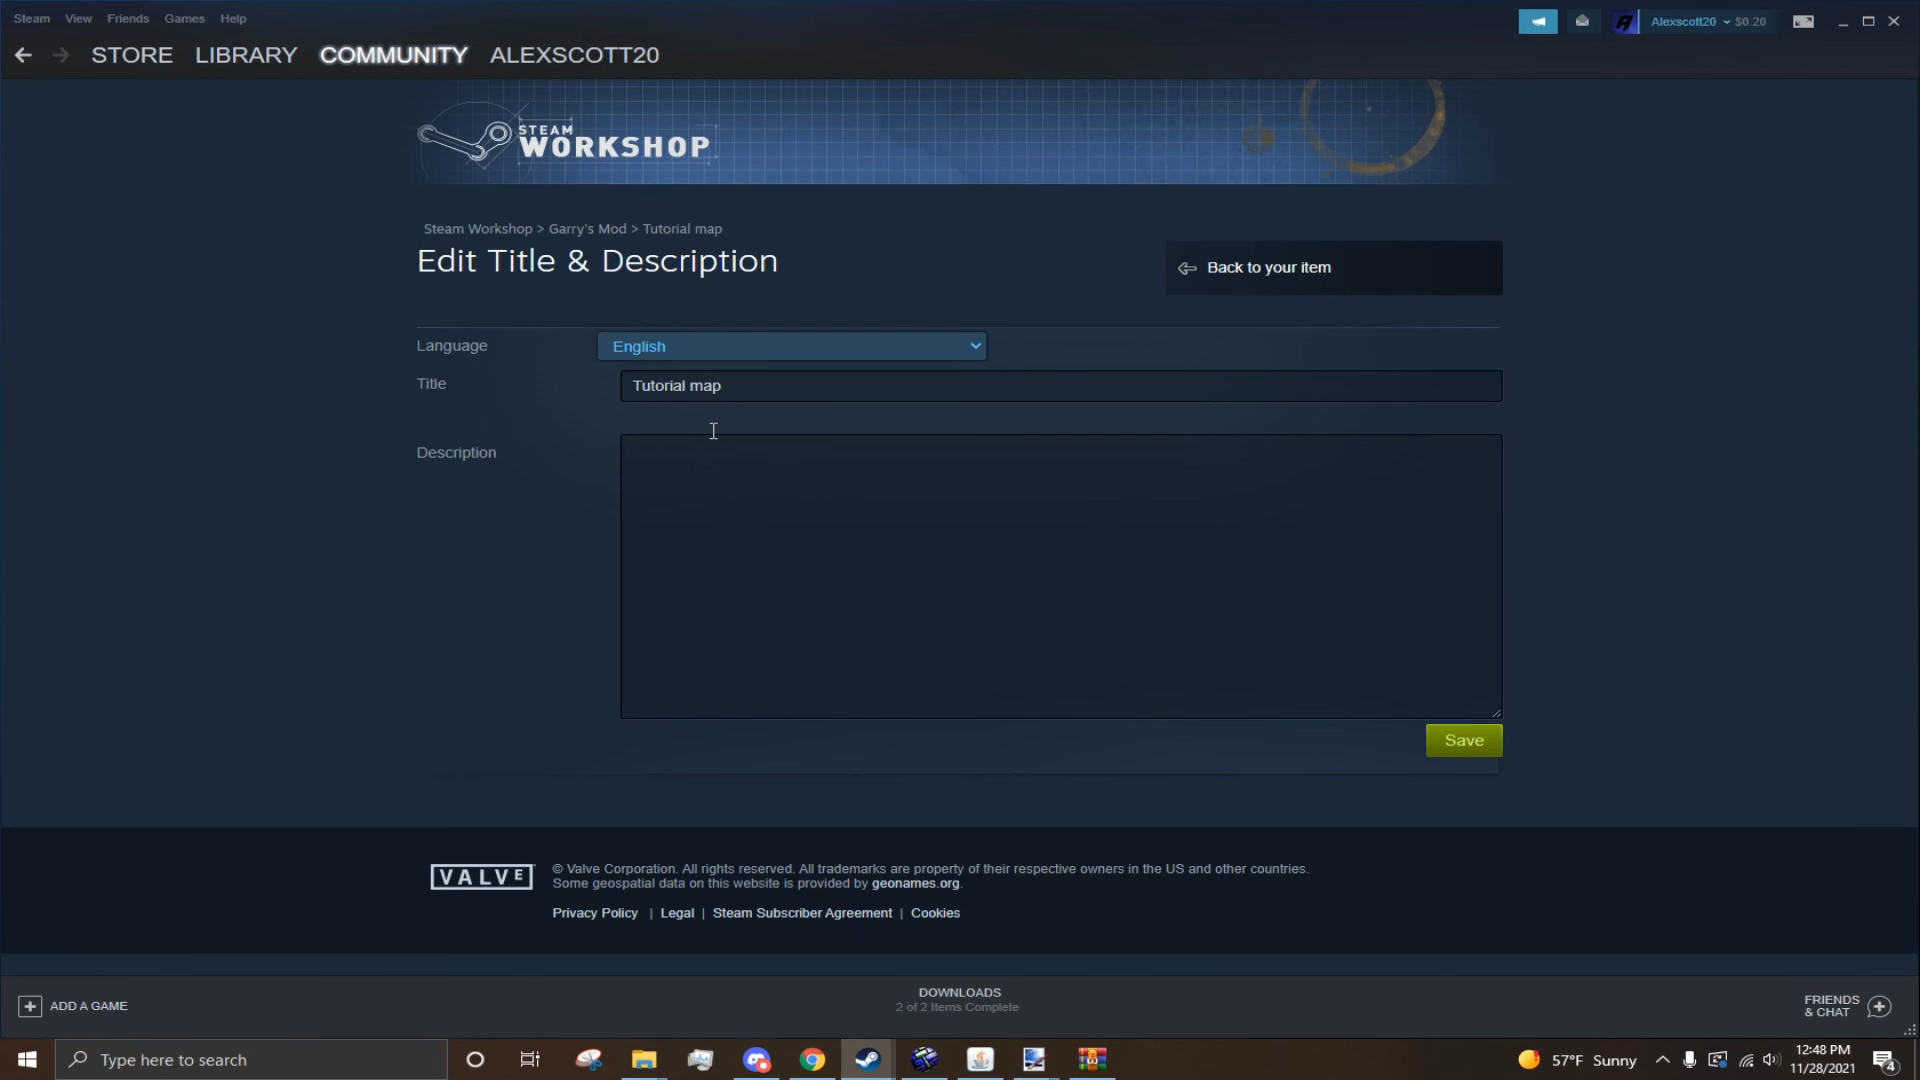 Steam View Friends Games Help
Alexscott20 $0.20
STORE LIBRARY COMMUNITY ALEXSCOTT20
STEAM
WORKSHOP
Steam Workshop > Garry's Mod > Tutorial map
Edit Title & Description
Back to your item
Language
English
Title
Tutorial map
Description
Save
VALVE
© Valve Corporation. All rights reserved. All trademarks are property of their respective owners in the US and other countries.
Some geospatial data on this website is provided by geonames.org.
Privacy Policy | Legal | Steam Subscriber Agreement | Cookies
ADD A GAME
DOWNLOADS
2 of 2 Items Complete
FRIENDS
& CHAT
Type here to search
57°F Sunny
12:48 PM
11/28/2021
4